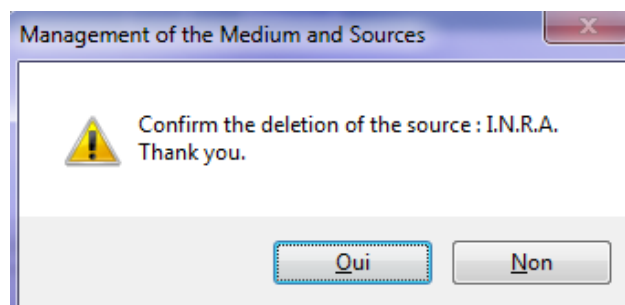 Management of the Medium and Sources
Confirm the deletion of the source : I.N.R.A.
Thank you.
Oui
Non